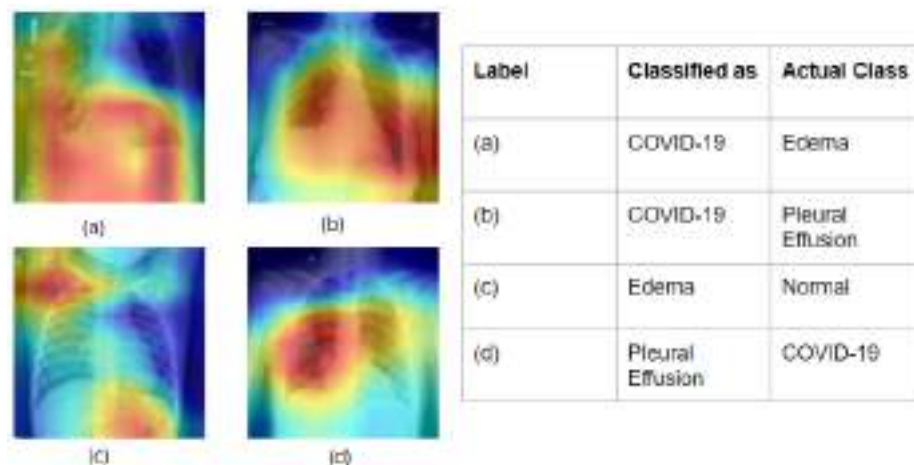 (a)
(b)
(c)
(d)
Label Classified as Actual Class
(a) COVID-19 Edema
(b) COVID-19 Pleural
Effusion
(c) Edema Normal
(d) Pleural
Effusion COVID-19